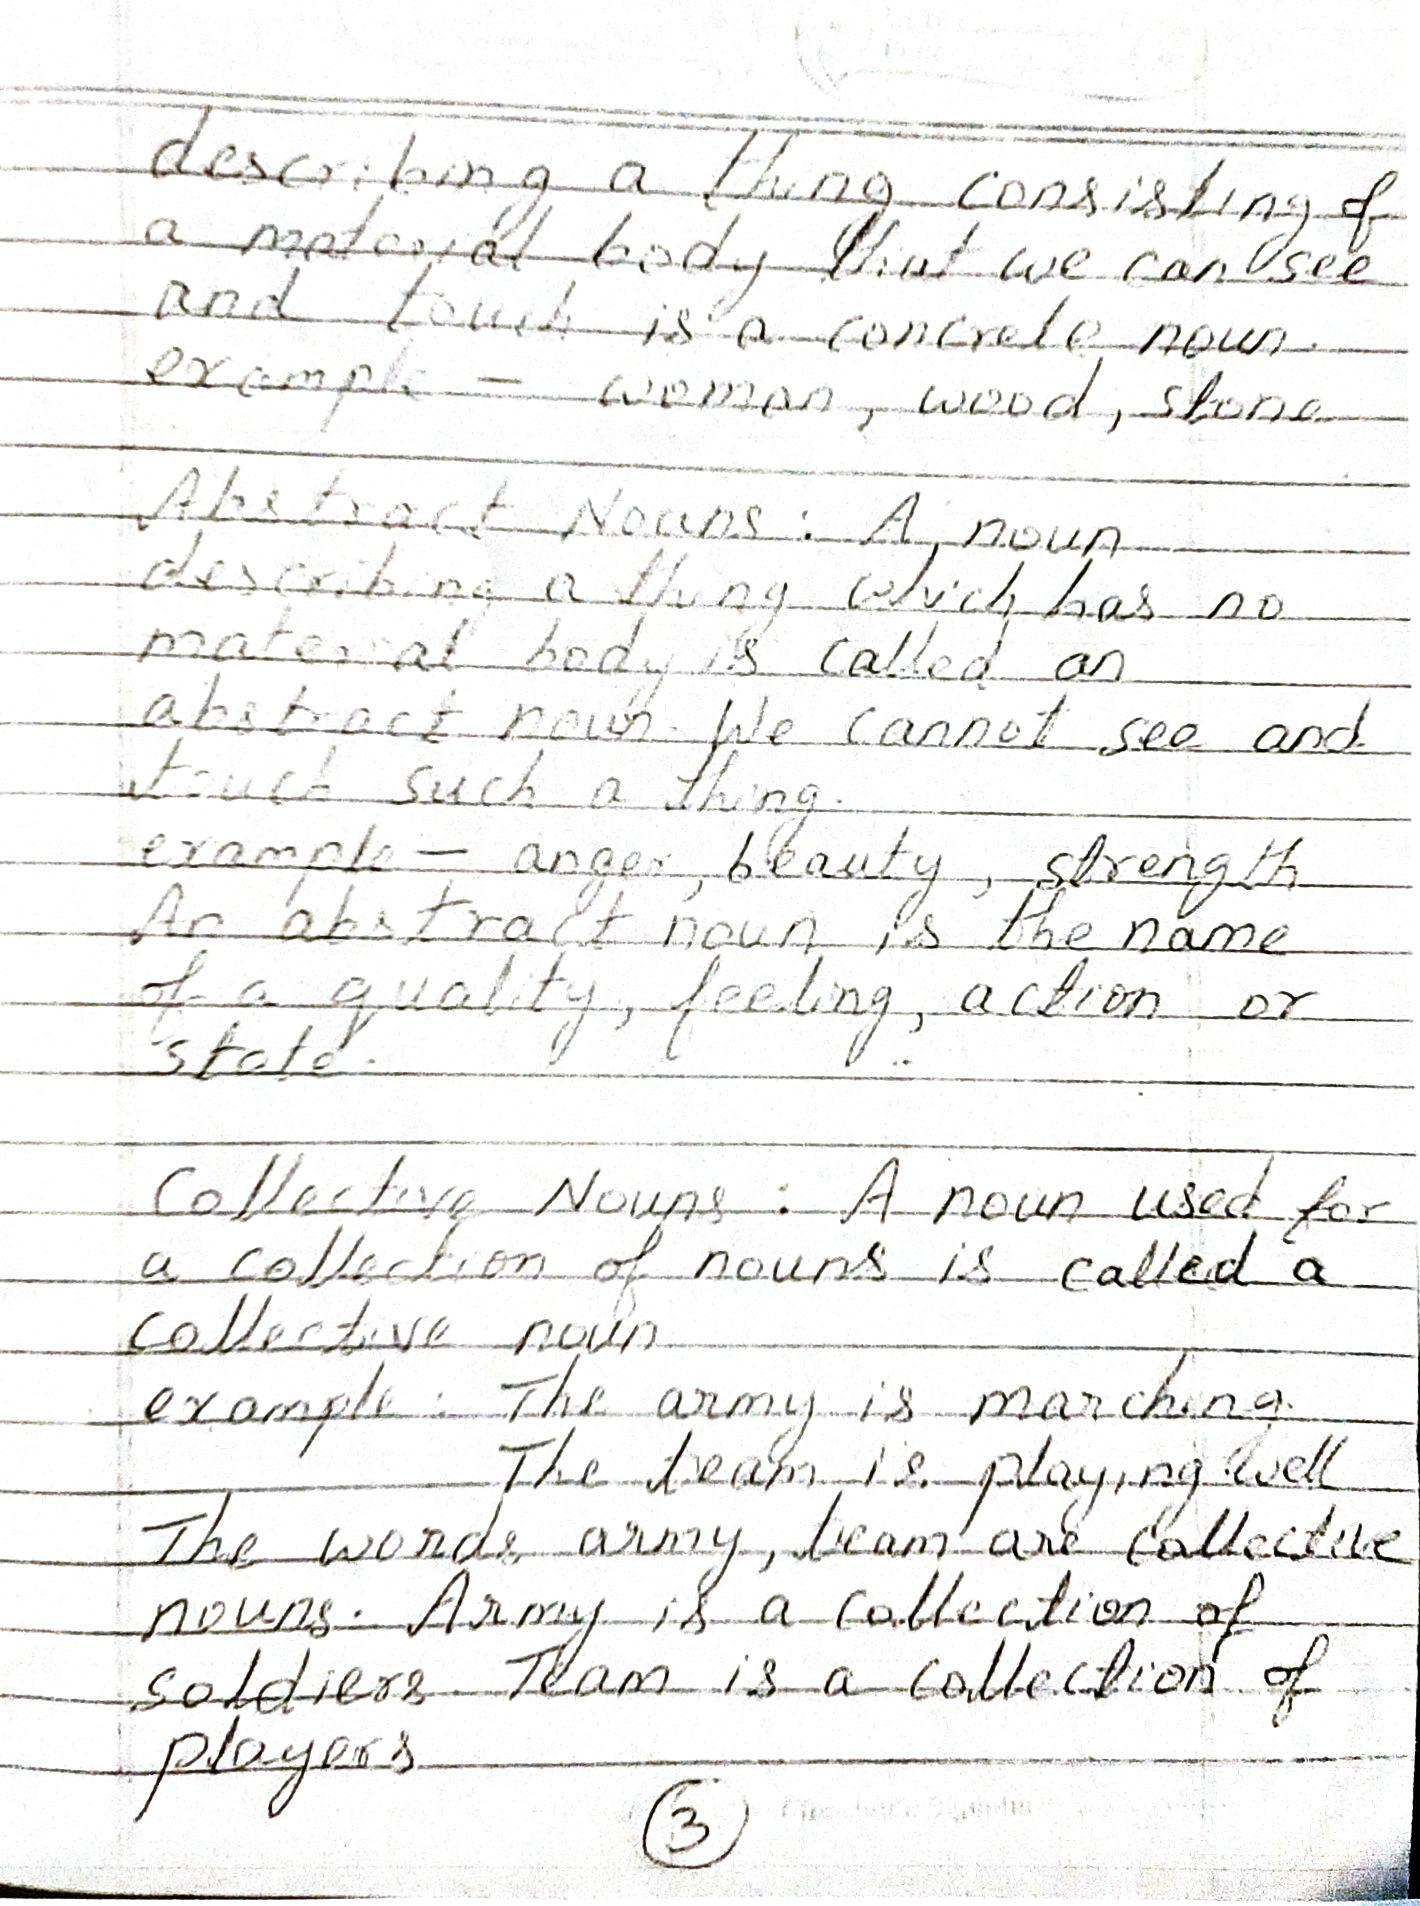 describing a thing consisting of
a material body that we can see
and touch is a concrete noun.
example – woman, wood, stone
Abstract Nouns : A noun
describing a thing which has no
material body is called an
abstract noun. We cannot see and
touch such a thing.
example – anger, beauty, strength
An abstract noun is the name
of a quality, feeling, action or
state.
Collective Nouns : A noun used for
a collection of nouns is called a
collective noun
example : The army is marching.
The team is playing well
The words army, team are collective
nouns. Army is a collection of
soldiers. Team is a collection of
players
3